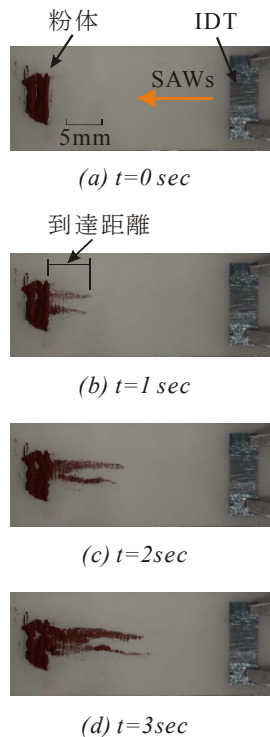 粉体
IDT
SAWs
5mm
(a) t=0 sec
到達距離
(b) t=1 sec
(c) t=2sec
(d) t=3sec